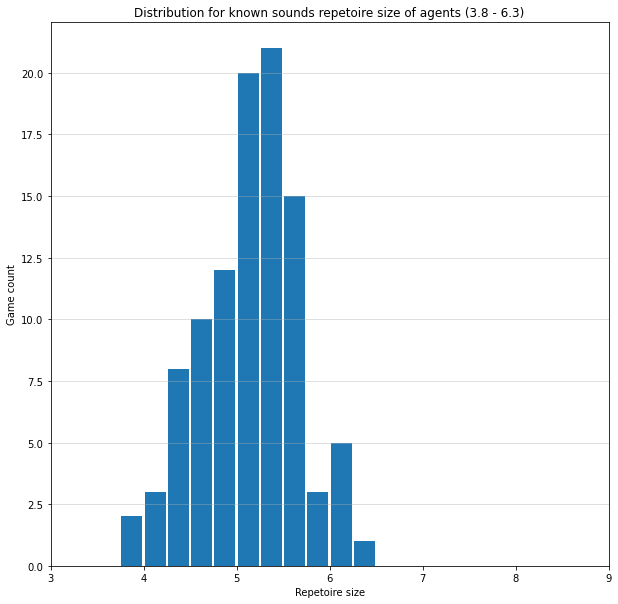 Distribution for known sounds repetoire size of agents (3.8 - 6.3)
20.0
17.5
15.0
12.5
10.0
7.5
5.0
2.5
0.0
Game count
3 4 5 6 7 8 9
Repetoire size